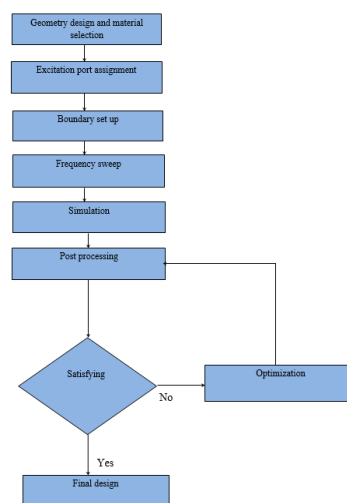 Geometry design and material
selection
Excitation port assignment
Boundary set up
Frequency sweep
Simulation
Post processing
Satisfying
Optimization
No
Yes
Final design